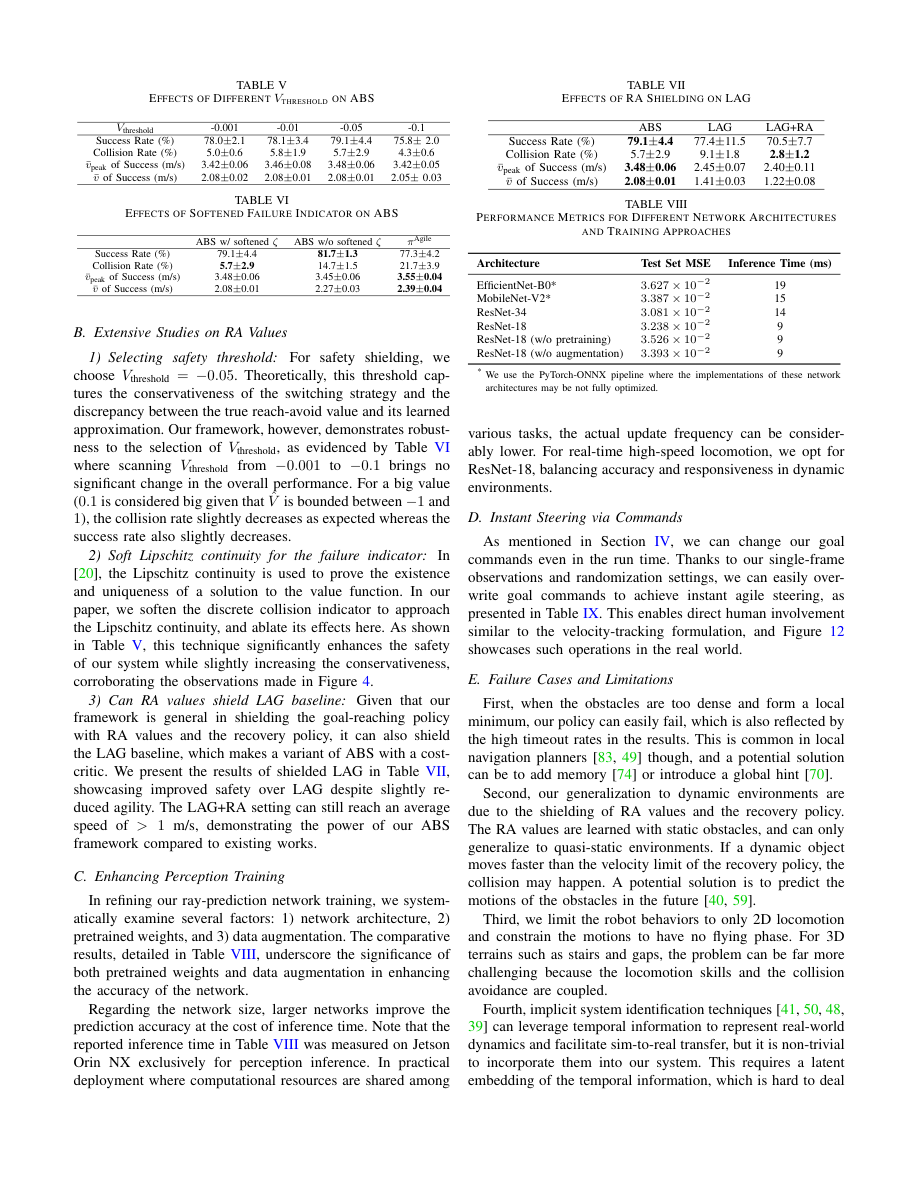 TABLE V
EFFECTS OF DIFFERENT V_THRESHOLD ON ABS
V_threshold -0.001 -0.01 -0.05 -0.1
Success Rate (%) 78.0±2.1 78.1±3.4 79.1±4.4 75.8± 2.0
Collision Rate (%) 5.0±0.6 5.8±1.9 5.7±2.9 4.3±0.6
v̄_peak of Success (m/s) 3.42±0.06 3.46±0.08 3.48±0.06 3.42±0.05
v̄ of Success (m/s) 2.08±0.02 2.08±0.01 2.08±0.01 2.05± 0.03
TABLE VI
EFFECTS OF SOFTENED FAILURE INDICATOR ON ABS
ABS w/ softened ζ ABS w/o softened ζ π^Agile
Success Rate (%) 79.1±4.4 81.7±1.3 77.3±4.2
Collision Rate (%) 5.7±2.9 14.7±1.5 21.7±3.9
v̄_peak of Success (m/s) 3.48±0.06 3.45±0.06 3.55±0.04
v̄ of Success (m/s) 2.08±0.01 2.27±0.03 2.39±0.04
B. Extensive Studies on RA Values
1) Selecting safety threshold: For safety shielding, we
choose V_threshold = −0.05. Theoretically, this threshold cap-
tures the conservativeness of the switching strategy and the
discrepancy between the true reach-avoid value and its learned
approximation. Our framework, however, demonstrates robust-
ness to the selection of V_threshold, as evidenced by Table VI
where scanning V_threshold from −0.001 to −0.1 brings no
significant change in the overall performance. For a big value
(0.1 is considered big given that V̂ is bounded between −1 and
1), the collision rate slightly decreases as expected whereas the
success rate also slightly decreases.
2) Soft Lipschitz continuity for the failure indicator: In
[20], the Lipschitz continuity is used to prove the existence
and uniqueness of a solution to the value function. In our
paper, we soften the discrete collision indicator to approach
the Lipschitz continuity, and ablate its effects here. As shown
in Table V, this technique significantly enhances the safety
of our system while slightly increasing the conservativeness,
corroborating the observations made in Figure 4.
3) Can RA values shield LAG baseline: Given that our
framework is general in shielding the goal-reaching policy
with RA values and the recovery policy, it can also shield
the LAG baseline, which makes a variant of ABS with a cost-
critic. We present the results of shielded LAG in Table VII,
showcasing improved safety over LAG despite slightly re-
duced agility. The LAG+RA setting can still reach an average
speed of > 1 m/s, demonstrating the power of our ABS
framework compared to existing works.
C. Enhancing Perception Training
In refining our ray-prediction network training, we system-
atically examine several factors: 1) network architecture, 2)
pretrained weights, and 3) data augmentation. The comparative
results, detailed in Table VIII, underscore the significance of
both pretrained weights and data augmentation in enhancing
the accuracy of the network.
Regarding the network size, larger networks improve the
prediction accuracy at the cost of inference time. Note that the
reported inference time in Table VIII was measured on Jetson
Orin NX exclusively for perception inference. In practical
deployment where computational resources are shared among
TABLE VII
EFFECTS OF RA SHIELDING ON LAG
ABS LAG LAG+RA
Success Rate (%) 79.1±4.4 77.4±11.5 70.5±7.7
Collision Rate (%) 5.7±2.9 9.1±1.8 2.8±1.2
v̄_peak of Success (m/s) 3.48±0.06 2.45±0.07 2.40±0.11
v̄ of Success (m/s) 2.08±0.01 1.41±0.03 1.22±0.08
TABLE VIII
PERFORMANCE METRICS FOR DIFFERENT NETWORK ARCHITECTURES
AND TRAINING APPROACHES
Architecture Test Set MSE Inference Time (ms)
EfficientNet-B0* 3.627 × 10⁻² 19
MobileNet-V2* 3.387 × 10⁻² 15
ResNet-34 3.081 × 10⁻² 14
ResNet-18 3.238 × 10⁻² 9
ResNet-18 (w/o pretraining) 3.526 × 10⁻² 9
ResNet-18 (w/o augmentation) 3.393 × 10⁻² 9
* We use the PyTorch-ONNX pipeline where the implementations of these network
architectures may be not fully optimized.
various tasks, the actual update frequency can be consider-
ably lower. For real-time high-speed locomotion, we opt for
ResNet-18, balancing accuracy and responsiveness in dynamic
environments.
D. Instant Steering via Commands
As mentioned in Section IV, we can change our goal
commands even in the run time. Thanks to our single-frame
observations and randomization settings, we can easily over-
write goal commands to achieve instant agile steering, as
presented in Table IX. This enables direct human involvement
similar to the velocity-tracking formulation, and Figure 12
showcases such operations in the real world.
E. Failure Cases and Limitations
First, when the obstacles are too dense and form a local
minimum, our policy can easily fail, which is also reflected by
the high timeout rates in the results. This is common in local
navigation planners [83, 49] though, and a potential solution
can be to add memory [74] or introduce a global hint [70].
Second, our generalization to dynamic environments are
due to the shielding of RA values and the recovery policy.
The RA values are learned with static obstacles, and can only
generalize to quasi-static environments. If a dynamic object
moves faster than the velocity limit of the recovery policy, the
collision may happen. A potential solution is to predict the
motions of the obstacles in the future [40, 59].
Third, we limit the robot behaviors to only 2D locomotion
and constrain the motions to have no flying phase. For 3D
terrains such as stairs and gaps, the problem can be far more
challenging because the locomotion skills and the collision
avoidance are coupled.
Fourth, implicit system identification techniques [41, 50, 48,
39] can leverage temporal information to represent real-world
dynamics and facilitate sim-to-real transfer, but it is non-trivial
to incorporate them into our system. This requires a latent
embedding of the temporal information, which is hard to deal